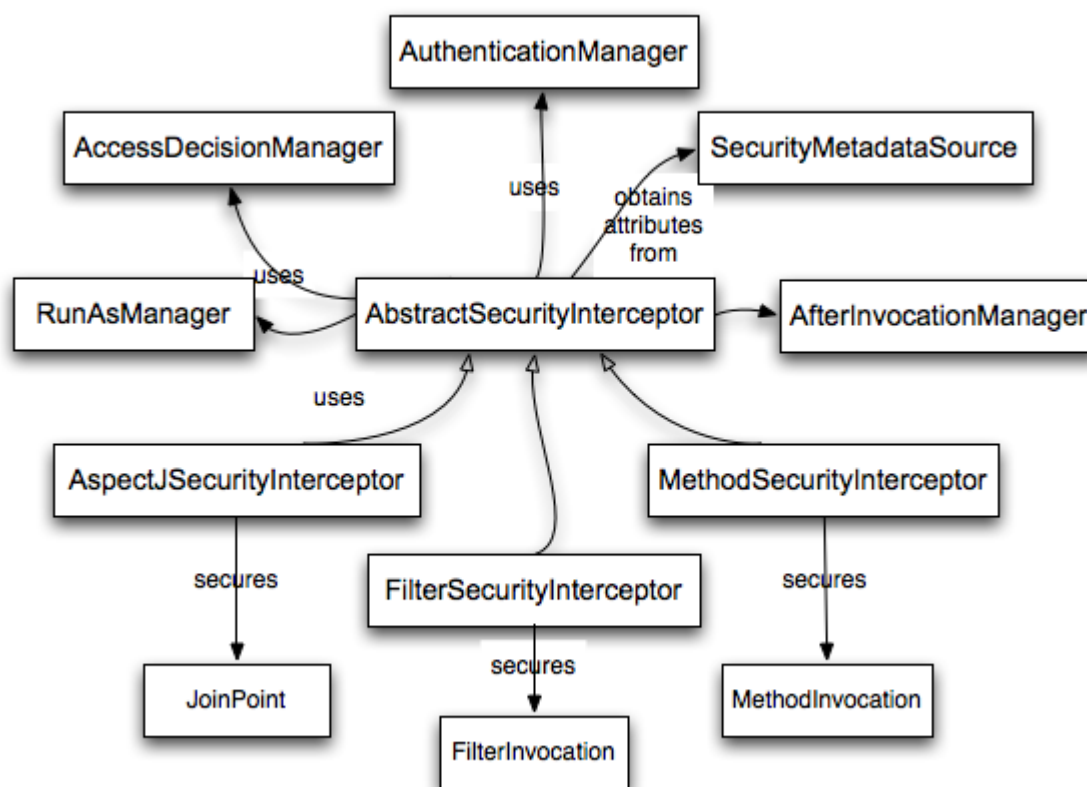 AuthenticationManager
AccessDecisionManager
SecurityMetadataSource
uses
obtains
attributes
from
uses
RunAsManager
AbstractSecurityInterceptor
AfterInvocationManager
uses
AspectJSecurityInterceptor
MethodSecurityInterceptor
secures
FilterSecurityInterceptor
secures
secures
JoinPoint
MethodInvocation
FilterInvocation